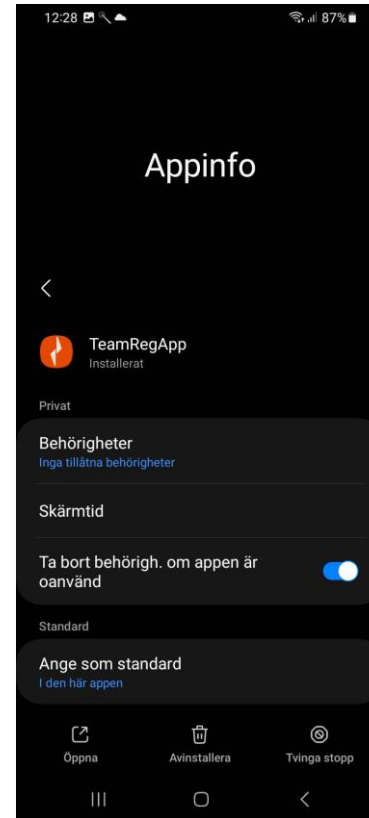 12:28 87%
Appinfo
TeamRegApp
Installerat
Privat
Behörigheter
Inga tillåtna behörigheter
Skärmtid
Ta bort behörigh. om appen är
oanvänd
Standard
Ange som standard
I den här appen
Öppna Avinstallera Tvinga stopp